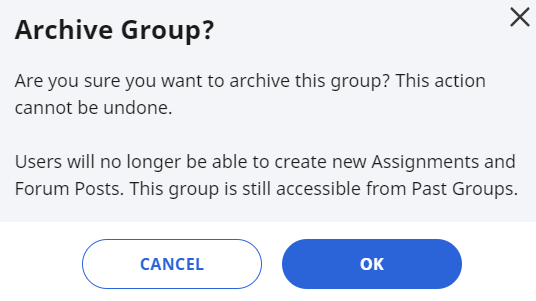 Archive Group?
Are you sure you want to archive this group? This action
cannot be undone.
Users will no longer be able to create new Assignments and
Forum Posts. This group is still accessible from Past Groups.
CANCEL
OK